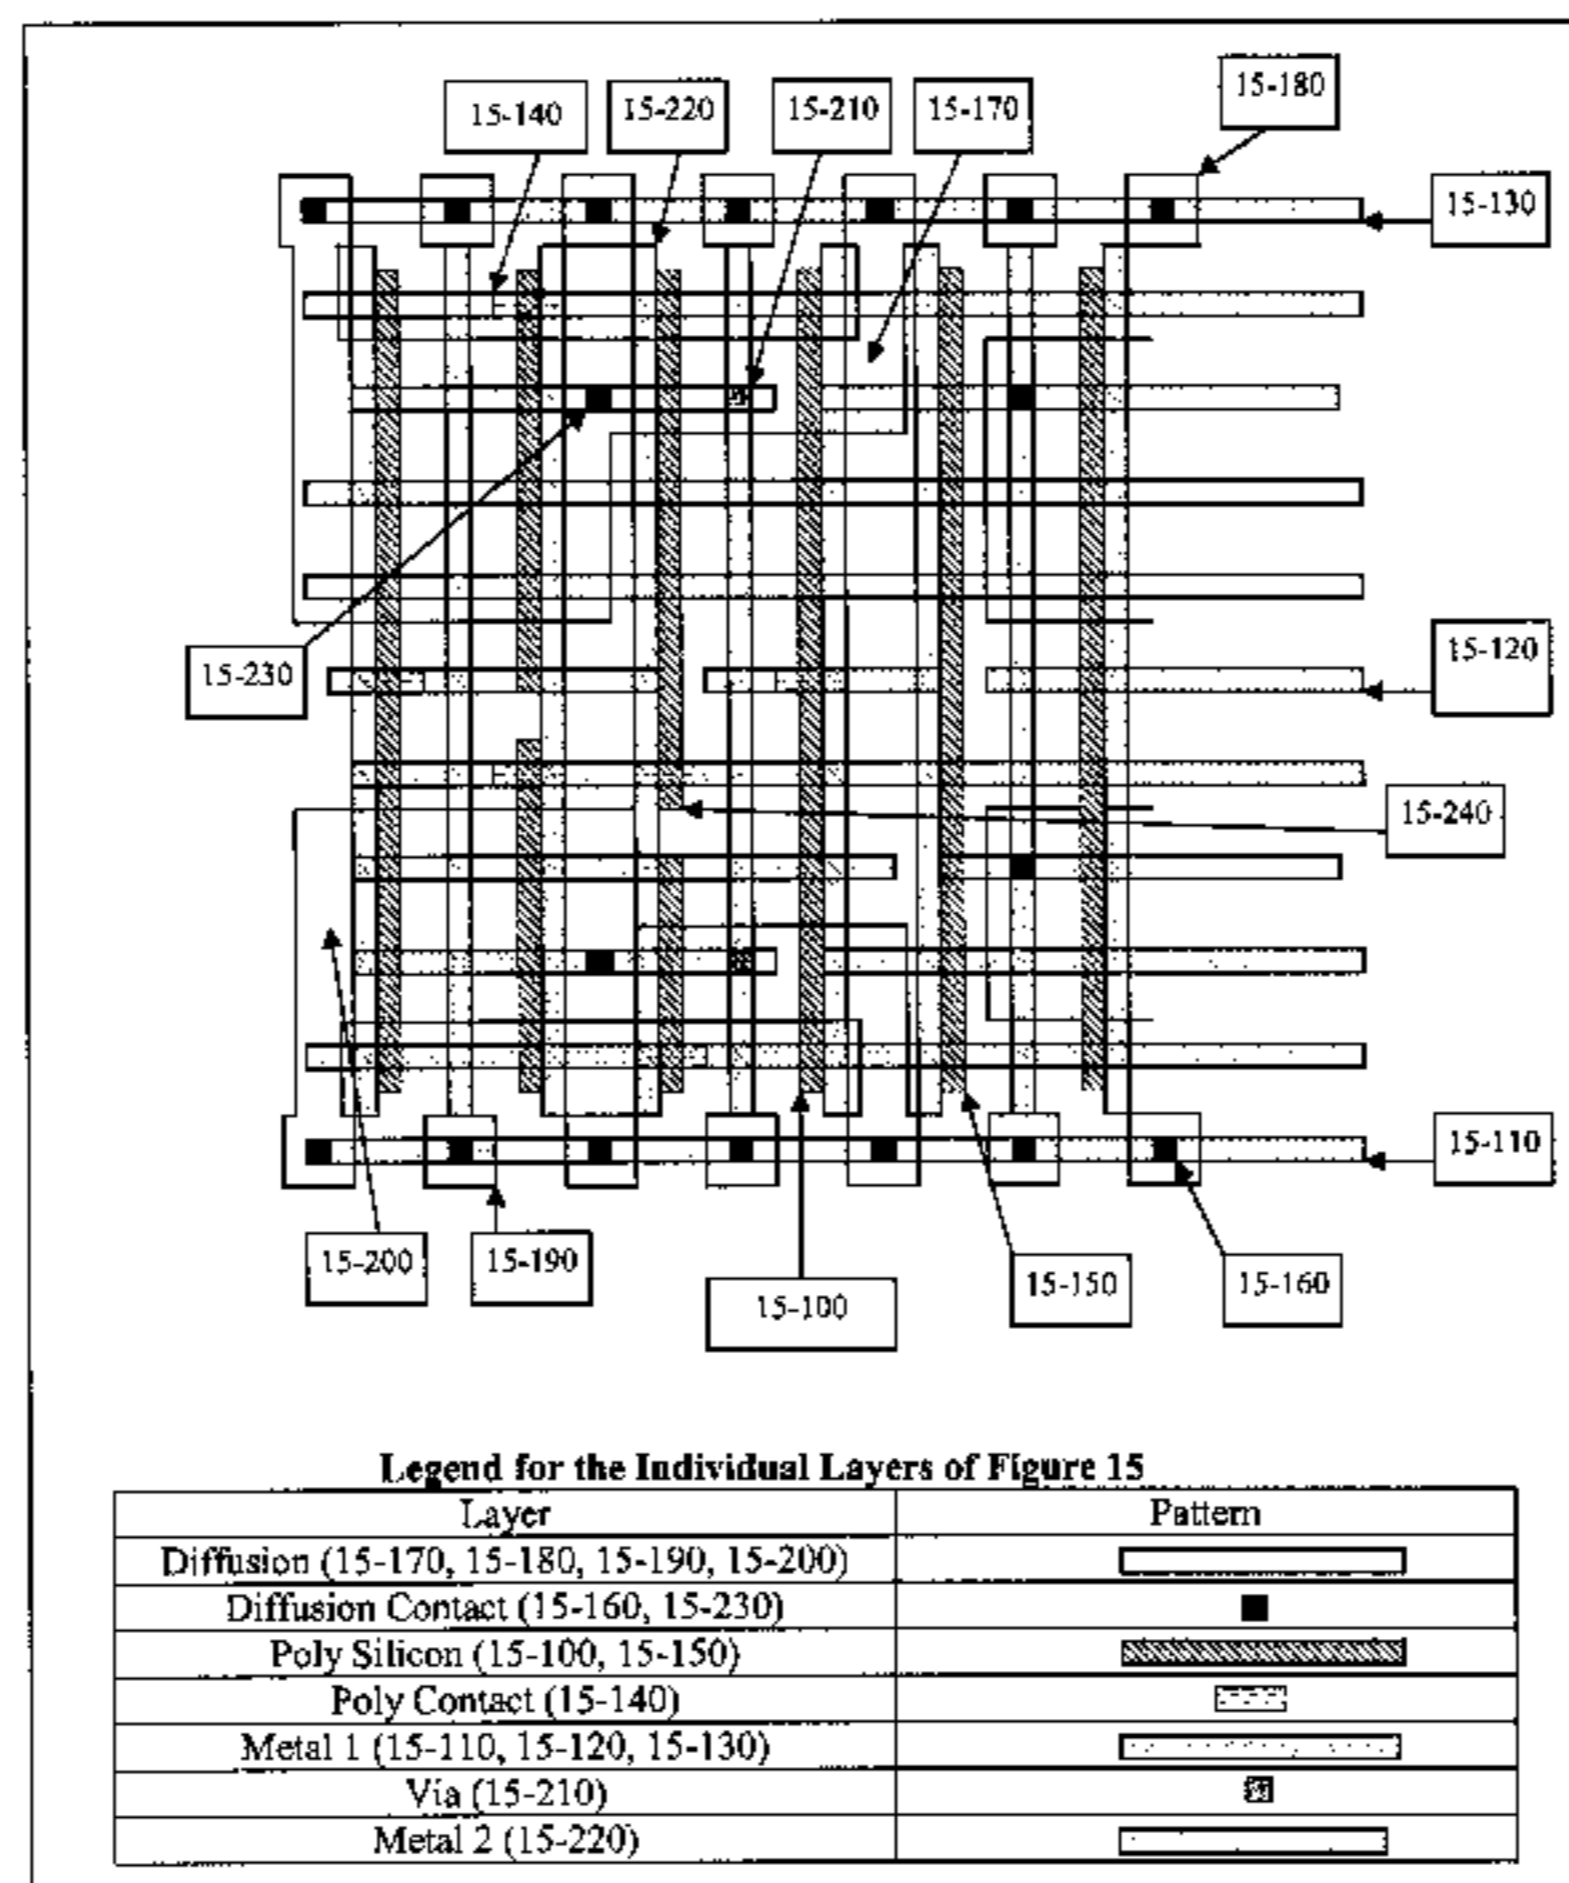 15-180
15-140
15-220
15-210
15-170
15-130
15-120
15-230
15-240
15-110
15-200
15-190
15-150
15-160
15-100
Legend for the Individual Layers of Figure 15
Layer Pattern
Diffusion (15-170, 15-180, 15-190, 15-200)
Diffusion Contact (15-160, 15-230)
Poly Silicon (15-100, 15-150)
Poly Contact (15-140)
Metal 1 (15-110, 15-120, 15-130)
Via (15-210)
Metal 2 (15-220)